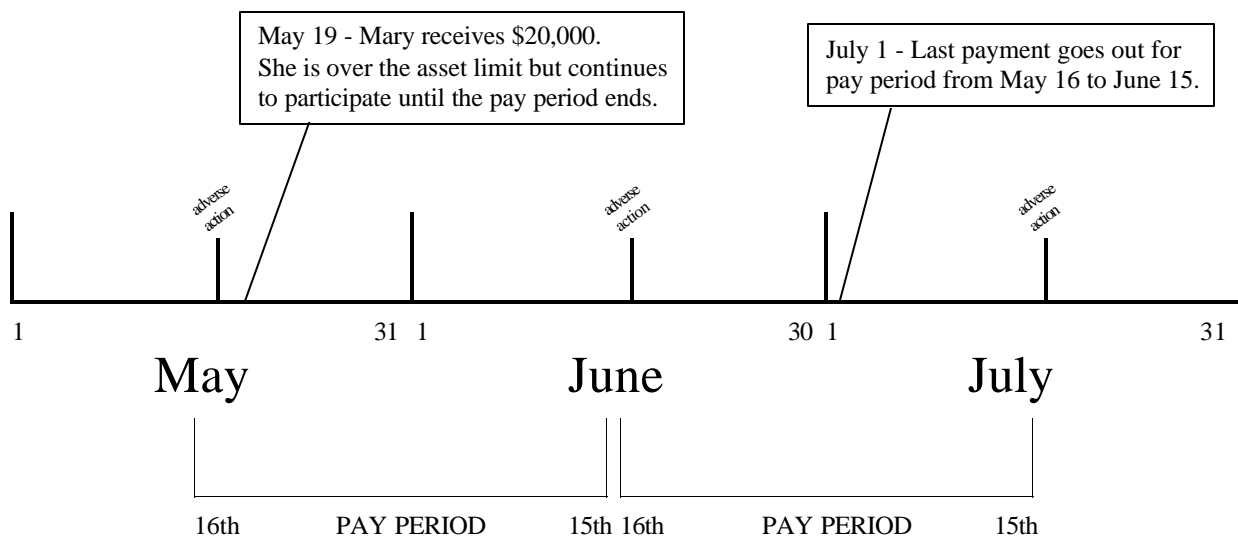 May 19 - Mary receives $20,000.
She is over the asset limit but continues
to participate until the pay period ends.
July 1 - Last payment goes out for
pay period from May 16 to June 15.
adverse
action
adverse
action
adverse
action
1 31 1 30 1 31
May June July
16th PAY PERIOD 15th 16th PAY PERIOD 15th